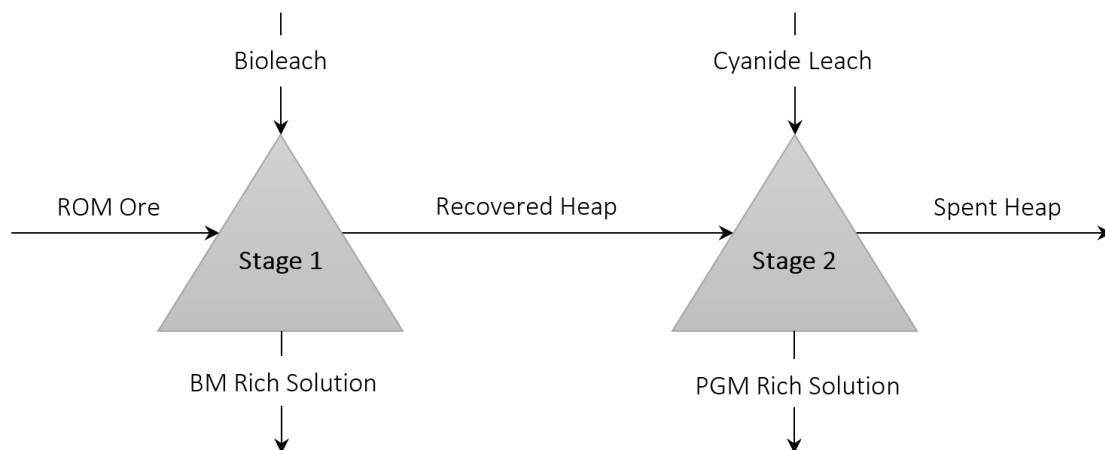 Bioleach
Cyanide Leach
ROM Ore
Recovered Heap
Spent Heap
Stage 1
Stage 2
BM Rich Solution
PGM Rich Solution